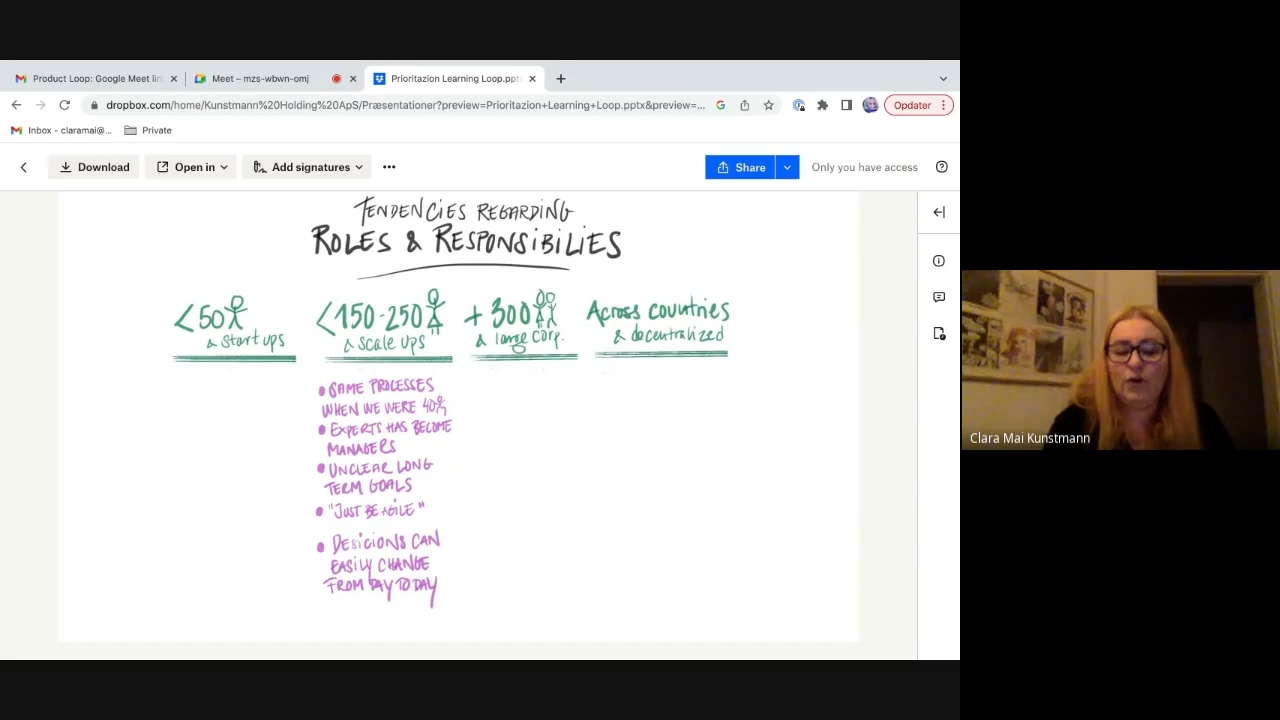 Product Loop: Google Meet lin
Meet – mzs-wbwn-omj
Prioritazion Learning Loop.ppt
dropbox.com/home/Kunstmann%20Holding%20ApS/Præsentationer?preview=Prioritazion+Learning+Loop.pptx&preview=...
Opdater
Inbox - claramai@...
Private
Download
Open in
Add signatures
Share
Only you have access
TENDENCIES REGARDING
ROLES & RESPONSIBILIES
<50
& start ups
<150-250
& scale ups
+ 300
& large corp.
Across countries
& decentralized
• SAME PROCESSES
WHEN WE WERE 40
• EXPERTS HAS BECOME
MANAGERS
• UNCLEAR LONG
TERM GOALS
• "JUST BE AGILE"
• DESICIONS CAN
EASILY CHANGE
FROM DAY TO DAY
Clara Mai Kunstmann